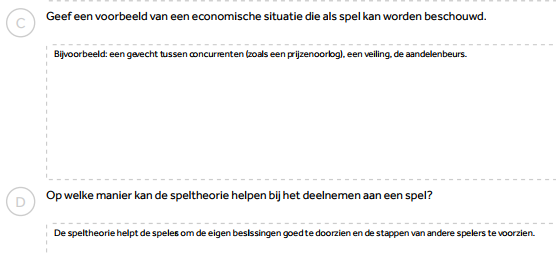 C
Geef een voorbeeld van een economische situatie die als spel kan worden beschouwd.
Bijvoorbeeld: een gevecht tussen concurrenten (zoals een prijzenoorlog), een veiling, de aandelenbeurs.
D
Op welke manier kan de speltheorie helpen bij het deelnemen aan een spel?
De speltheorie helpt de spelers om de eigen beslissingen goed te doorzien en de stappen van andere spelers te voorzien.